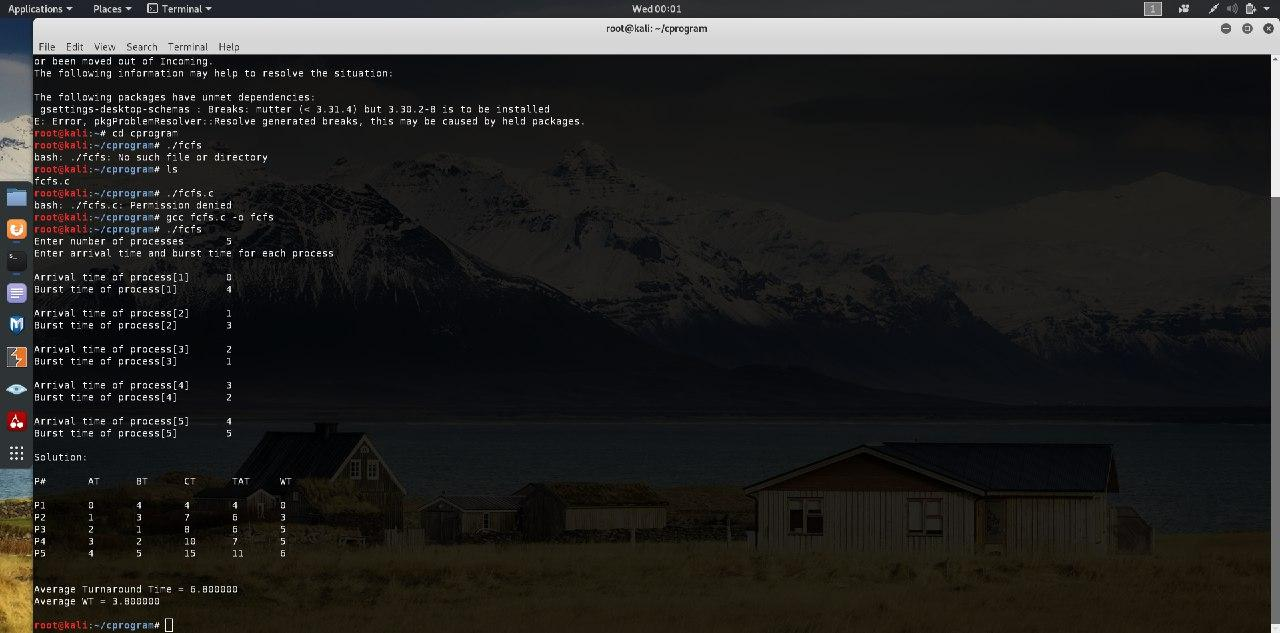 Applications Places Terminal Wed 00:01 1
root@kali: ~/cprogram
File Edit View Search Terminal Help
or been moved out of Incoming.
The following information may help to resolve the situation:
The following packages have unmet dependencies:
gsettings-desktop-schemas : Breaks: mutter (< 3.31.4) but 3.30.2-8 is to be installed
E: Error, pkgProblemResolver::Resolve generated breaks, this may be caused by held packages.
root@kali:~# cd cprogram
root@kali:~/cprogram# ./fcfs
bash: ./fcfs: No such file or directory
root@kali:~/cprogram# ls
fcfs.c
root@kali:~/cprogram# ./fcfs.c
bash: ./fcfs.c: Permission denied
root@kali:~/cprogram# gcc fcfs.c -o fcfs
root@kali:~/cprogram# ./fcfs
Enter number of processes 5
Enter arrival time and burst time for each process
Arrival time of process[1] 0
Burst time of process[1] 4
Arrival time of process[2] 1
Burst time of process[2] 3
Arrival time of process[3] 2
Burst time of process[3] 1
Arrival time of process[4] 3
Burst time of process[4] 2
Arrival time of process[5] 4
Burst time of process[5] 5
Solution:
P# AT BT CT TAT WT
P1 0 4 4 4 0
P2 1 3 7 6 3
P3 2 1 8 6 5
P4 3 2 10 7 5
P5 4 5 15 11 6
Average Turnaround Time = 6.800000
Average WT = 3.800000
root@kali:~/cprogram#